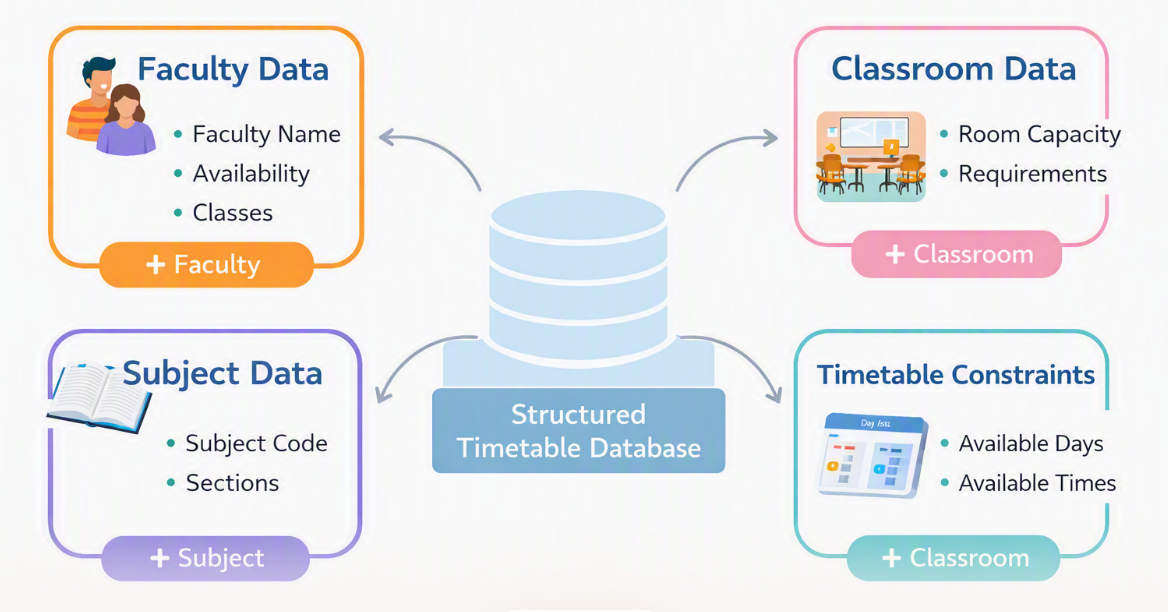 Faculty Data
• Faculty Name
• Availability
• Classes
+ Faculty
Classroom Data
• Room Capacity
• Requirements
+ Classroom
Structured
Timetable Database
Subject Data
• Subject Code
• Sections
+ Subject
Timetable Constraints
• Available Days
• Available Times
+ Classroom